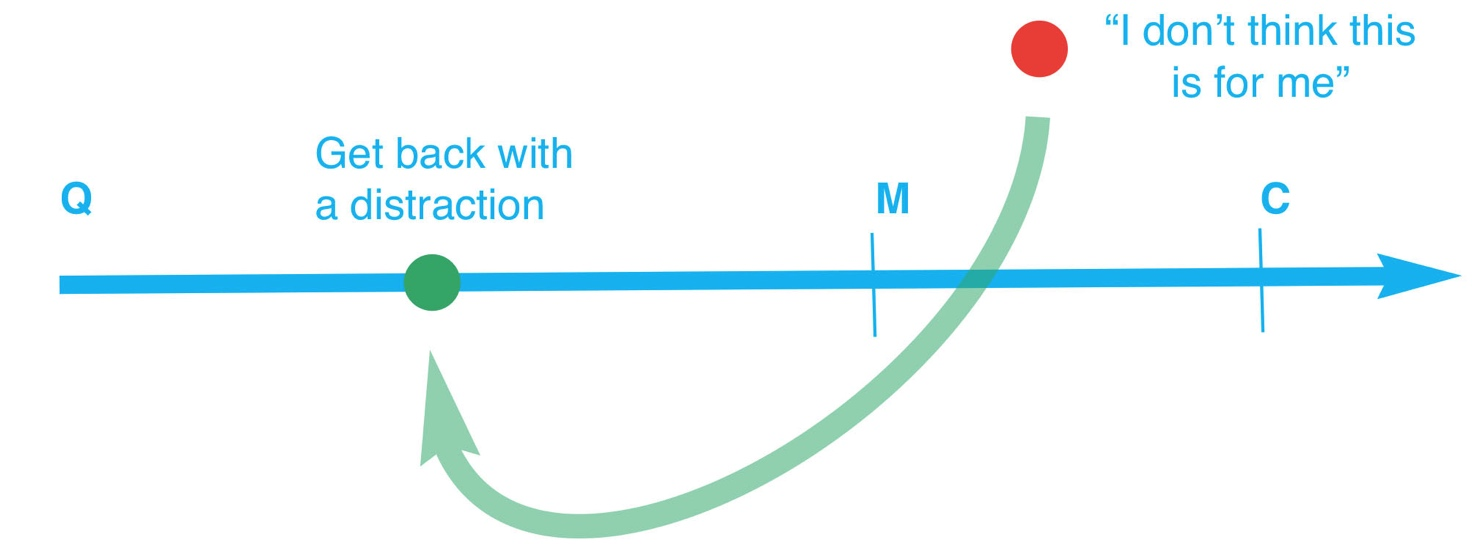 “I don’t think this
is for me”
Get back with
a distraction
Q
M
C